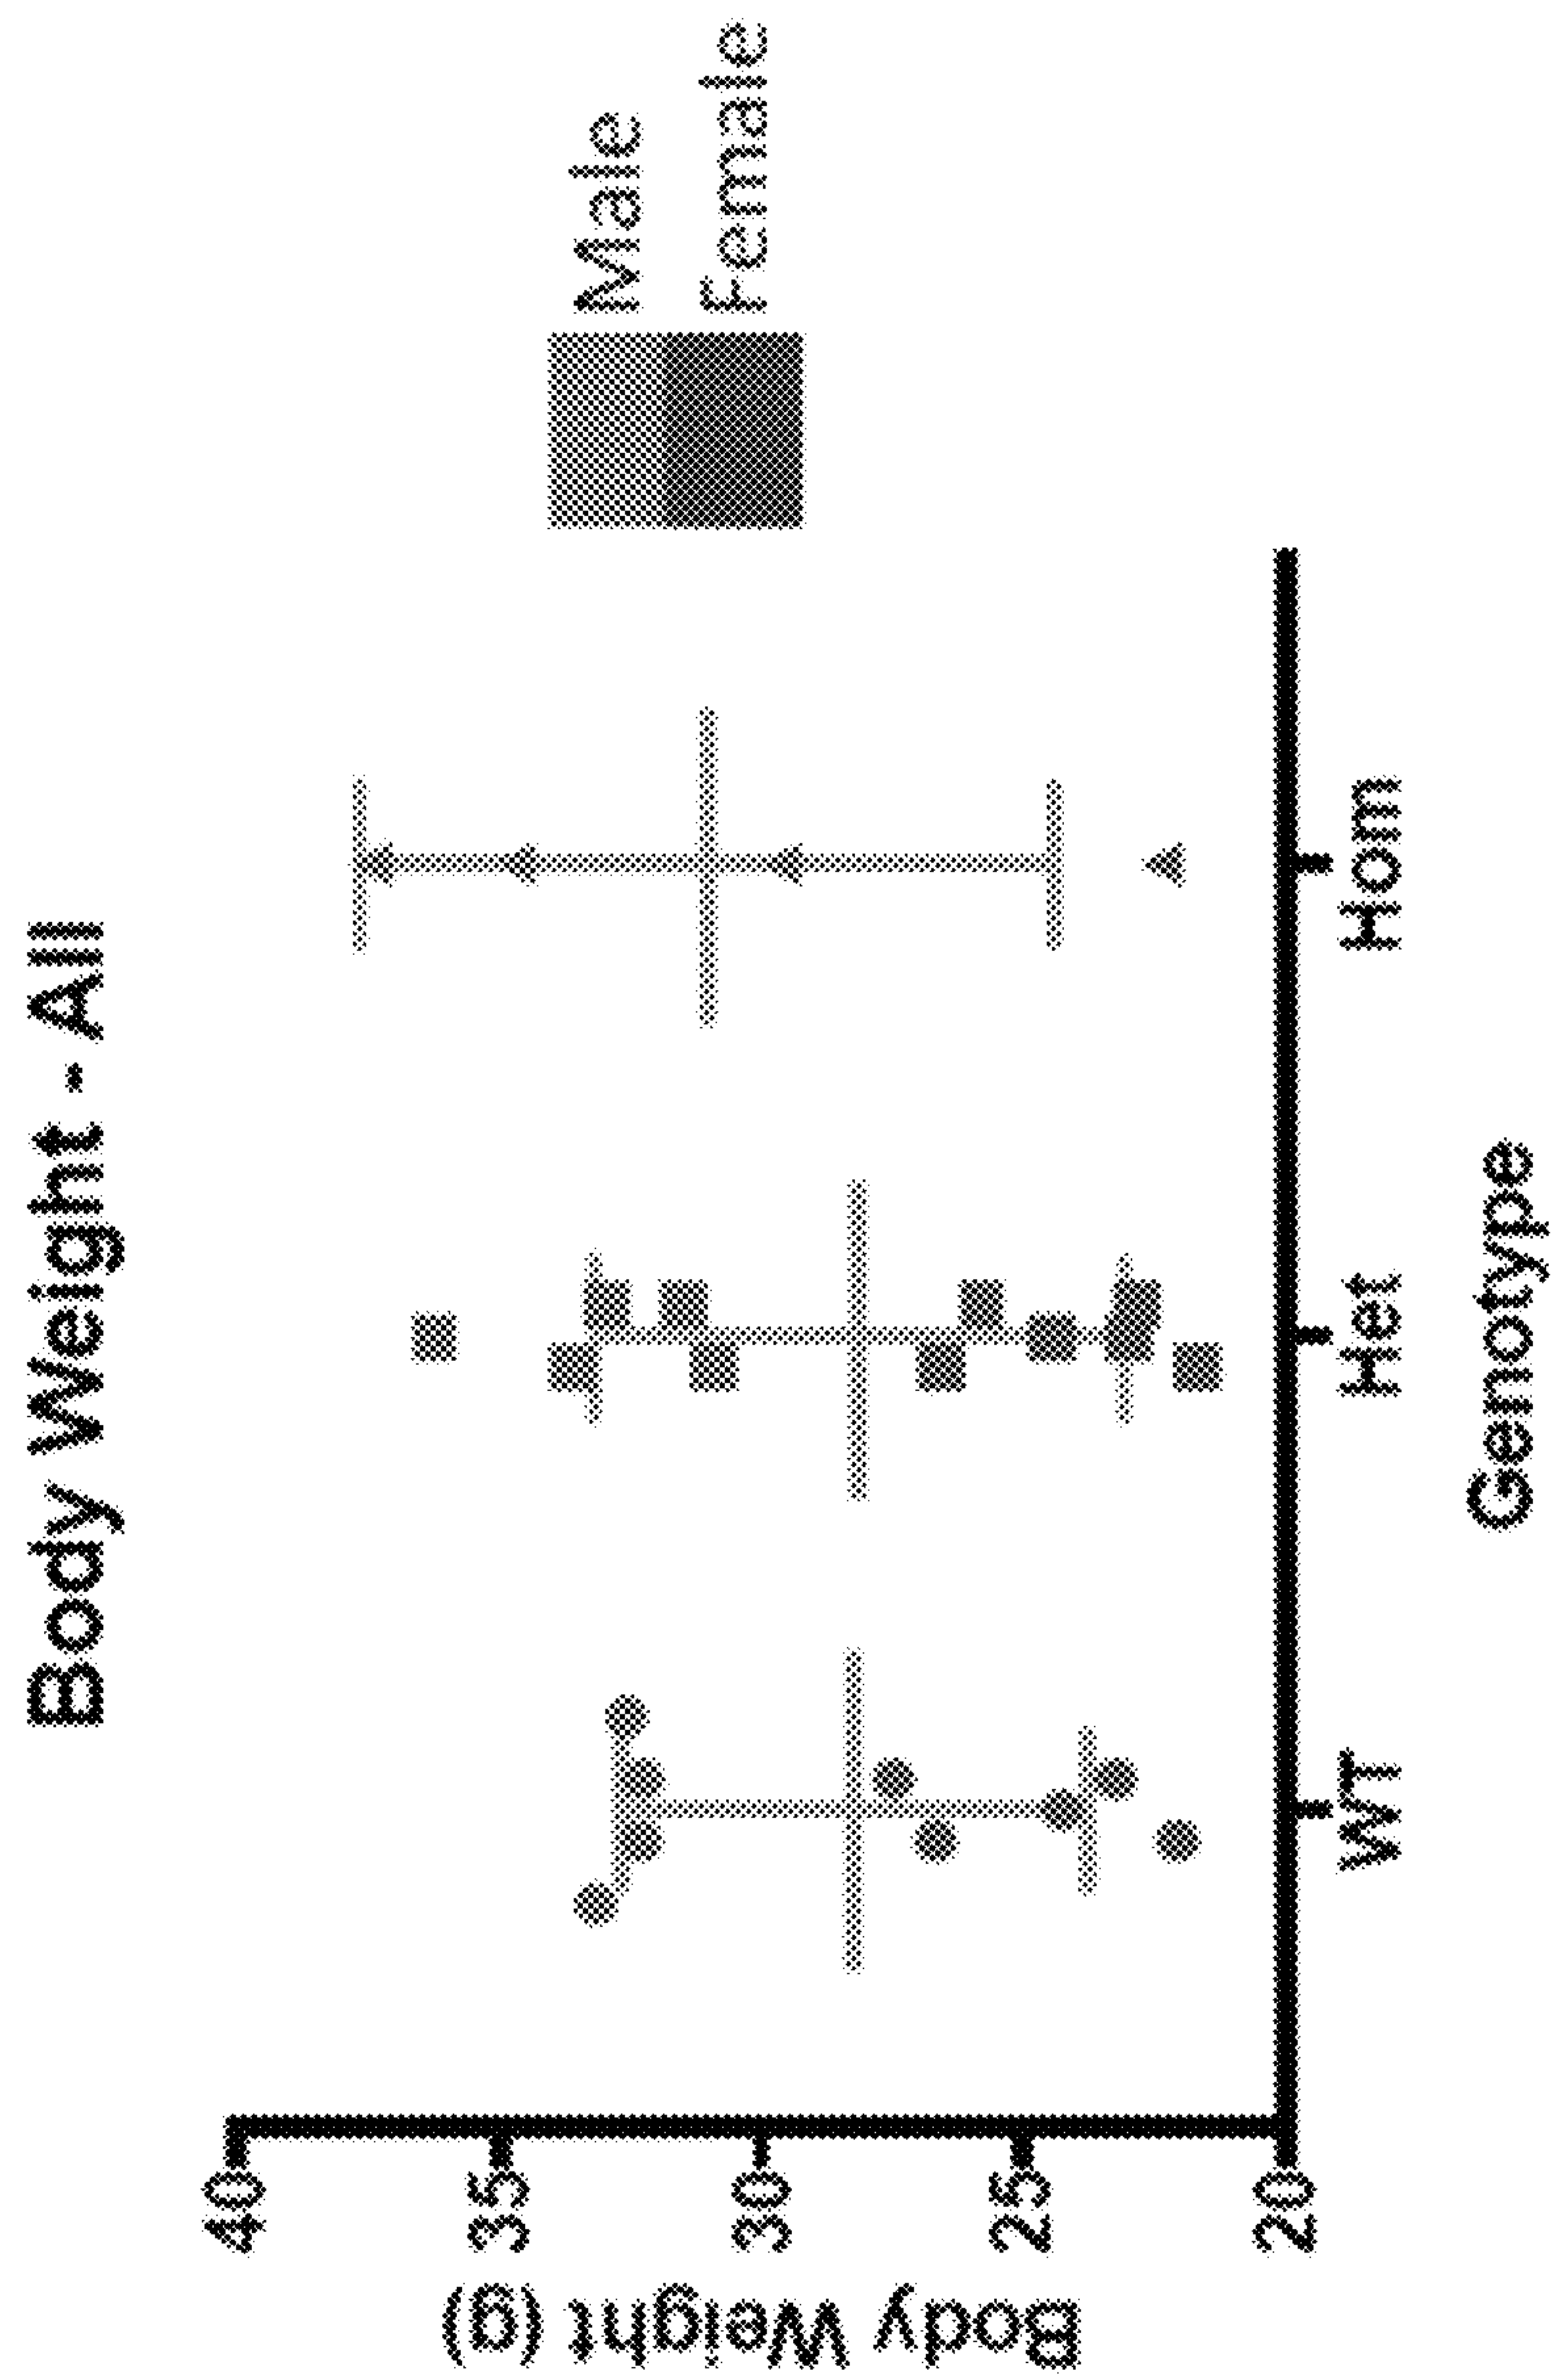 Body Weight - All
Body Weight (g)
40
35
30
25
20
WT
Het
Hom
Genotype
Male
Female